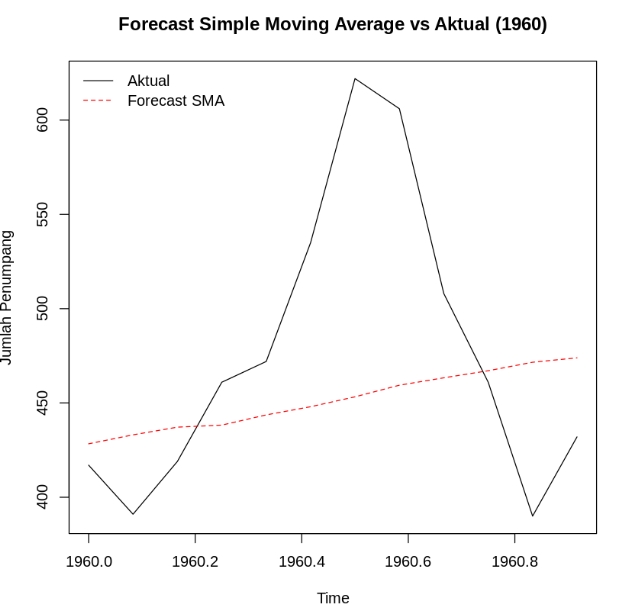 Forecast Simple Moving Average vs Aktual (1960)
Aktual
Forecast SMA
600
550
500
450
400
Jumlah Penumpang
1960.0 1960.2 1960.4 1960.6 1960.8
Time